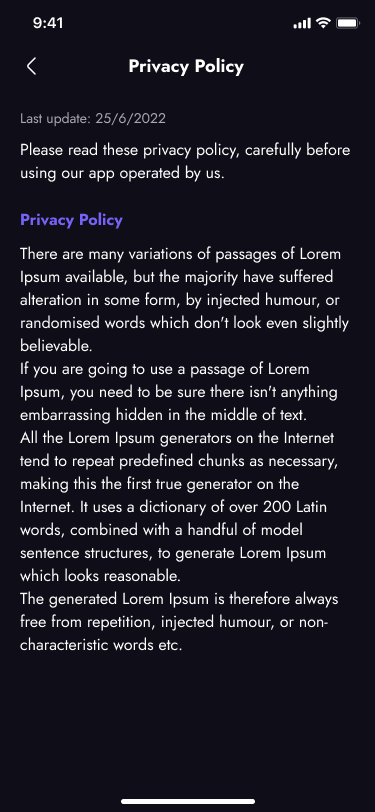 9:41
Privacy Policy
Last update: 25/6/2022
Please read these privacy policy, carefully before
using our app operated by us.
Privacy Policy
There are many variations of passages of Lorem
Ipsum available, but the majority have suffered
alteration in some form, by injected humour, or
randomised words which don't look even slightly
believable.
If you are going to use a passage of Lorem
Ipsum, you need to be sure there isn't anything
embarrassing hidden in the middle of text.
All the Lorem Ipsum generators on the Internet
tend to repeat predefined chunks as necessary,
making this the first true generator on the
Internet. It uses a dictionary of over 200 Latin
words, combined with a handful of model
sentence structures, to generate Lorem Ipsum
which looks reasonable.
The generated Lorem Ipsum is therefore always
free from repetition, injected humour, or non-
characteristic words etc.